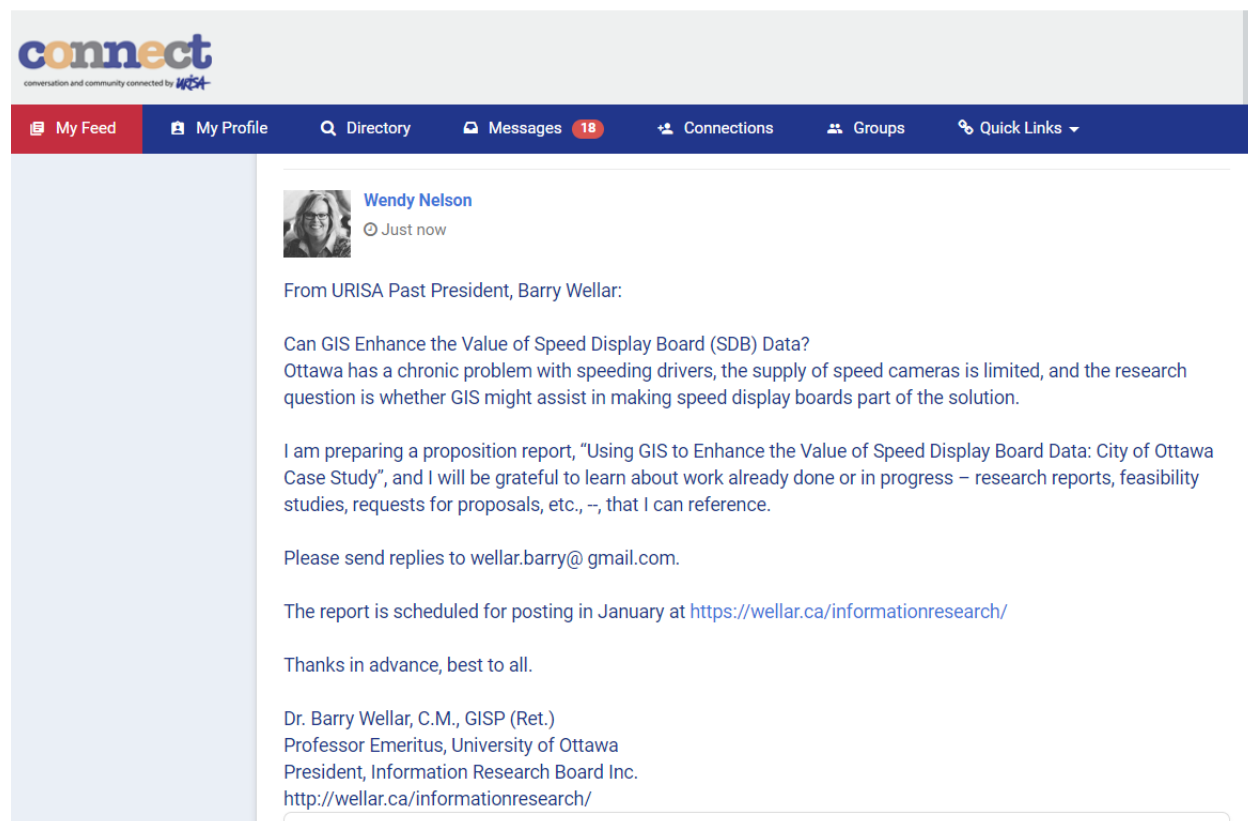 connect
conversation and community connected by URISA
My Feed My Profile Directory Messages 18 Connections Groups Quick Links
Wendy Nelson
Just now
From URISA Past President, Barry Wellar:
Can GIS Enhance the Value of Speed Display Board (SDB) Data?
Ottawa has a chronic problem with speeding drivers, the supply of speed cameras is limited, and the research
question is whether GIS might assist in making speed display boards part of the solution.
I am preparing a proposition report, “Using GIS to Enhance the Value of Speed Display Board Data: City of Ottawa
Case Study”, and I will be grateful to learn about work already done or in progress – research reports, feasibility
studies, requests for proposals, etc., --, that I can reference.
Please send replies to wellar.barry@ gmail.com.
The report is scheduled for posting in January at https://wellar.ca/informationresearch/
Thanks in advance, best to all.
Dr. Barry Wellar, C.M., GISP (Ret.)
Professor Emeritus, University of Ottawa
President, Information Research Board Inc.
http://wellar.ca/informationresearch/